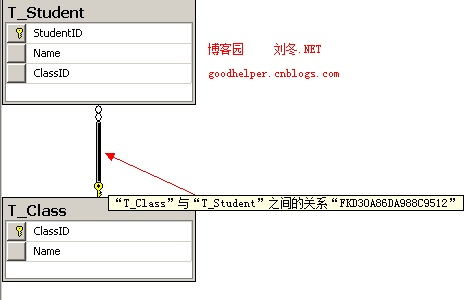 T_Student
StudentID
Name
ClassID
博客园 刘冬.NET
goodhelper.cnblogs.com
“T_Class”与“T_Student”之间的关系“FKD30A86DA988C9512”
T_Class
ClassID
Name